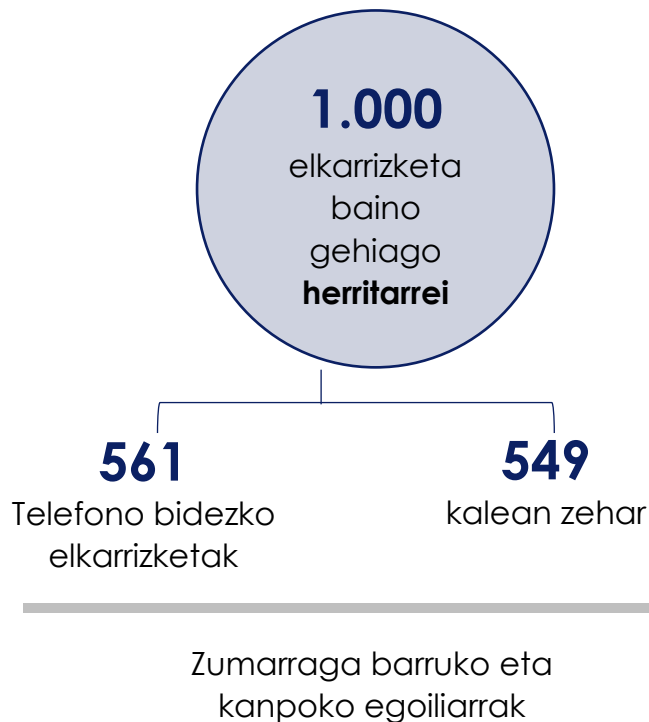 1.000
elkarrizketa
baino
gehiago
herritarrei
561
Telefono bidezko
elkarrizketak
549
kalean zehar
Zumarraga barruko eta
kanpoko egoiliarrak